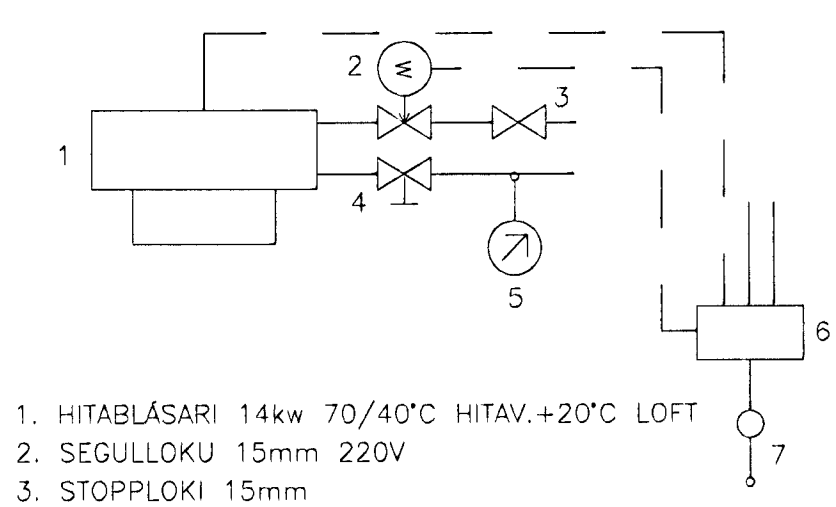 2
3
1
4
5
6
1. HITABLÁSARI 14kw 70/40°C HITAV.+20°C LOFT
7
2. SEGULLOKU 15mm 220V
3. STOPPLOKI 15mm